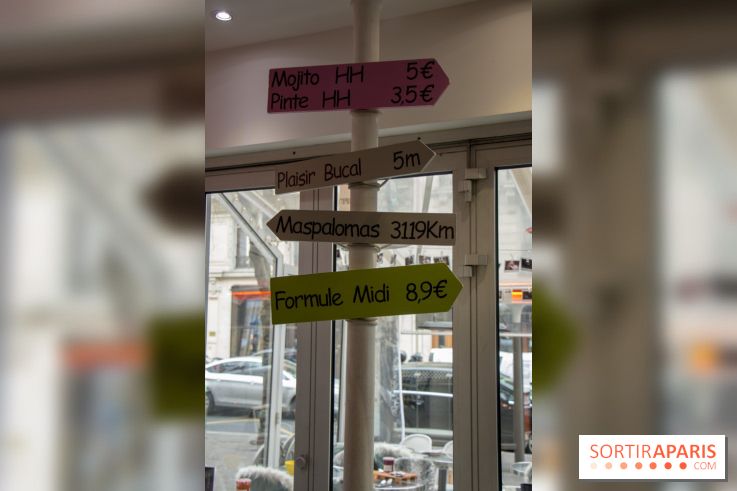 Mojito HH 5€
Pinte HH 3,5€
Plaisir Bucal 5m
Maspalomas 3119Km
Formule Midi 8,9€
SORTIRAPARIS
.COM